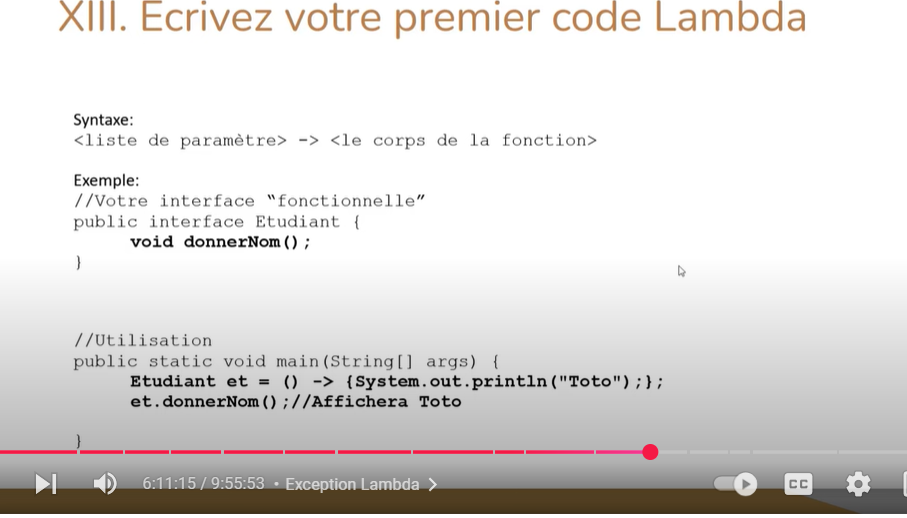 XIII. Ecrivez votre premier code Lambda
Syntaxe:
<liste de paramètre> -> <le corps de la fonction>
Exemple:
//Votre interface “fonctionnelle”
public interface Etudiant {
void donnerNom();
}
//Utilisation
public static void main(String[] args) {
Etudiant et = () -> {System.out.println("Toto");};
et.donnerNom();//Affichera Toto
}
6:11:15 / 9:55:53 • Exception Lambda
CC